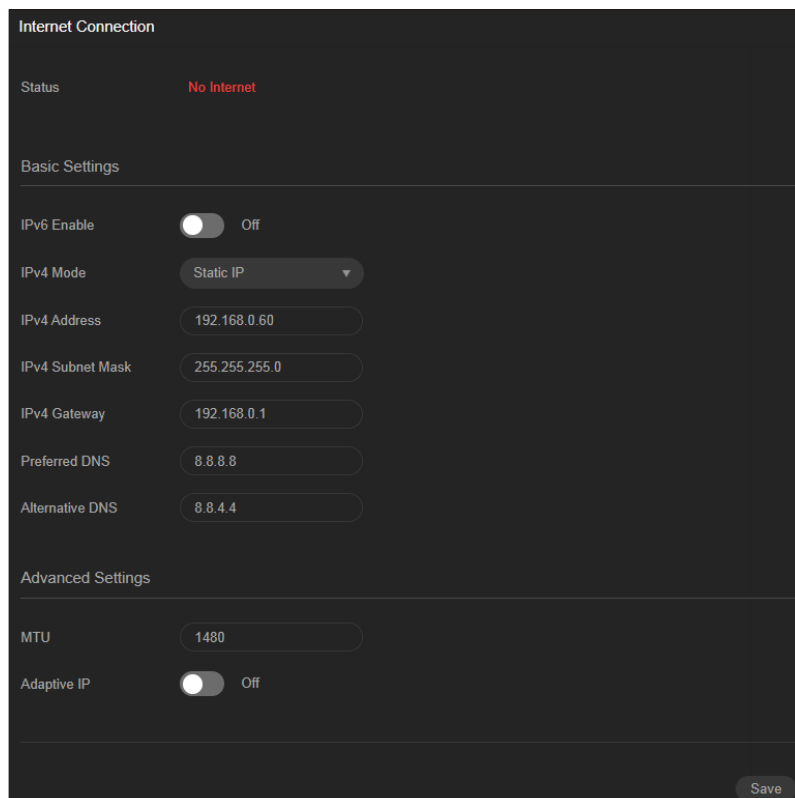 Internet Connection
Status No Internet
Basic Settings
IPv6 Enable Off
IPv4 Mode Static IP
IPv4 Address 192.168.0.60
IPv4 Subnet Mask 255.255.255.0
IPv4 Gateway 192.168.0.1
Preferred DNS 8.8.8.8
Alternative DNS 8.8.4.4
Advanced Settings
MTU 1480
Adaptive IP Off
Save